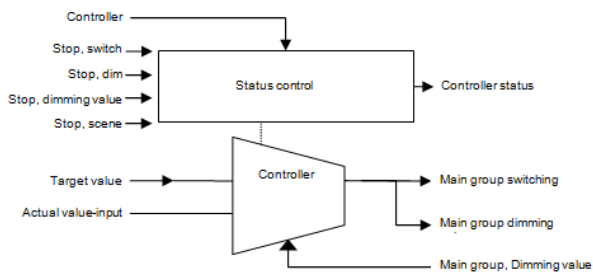 Controller
Stop, switch
Stop, dim
Stop, dimming value
Stop, scene
Status control
Controller status
Controller
Target value
Actual value-input
Main group switching
Main group dimming
Main group, Dimming value